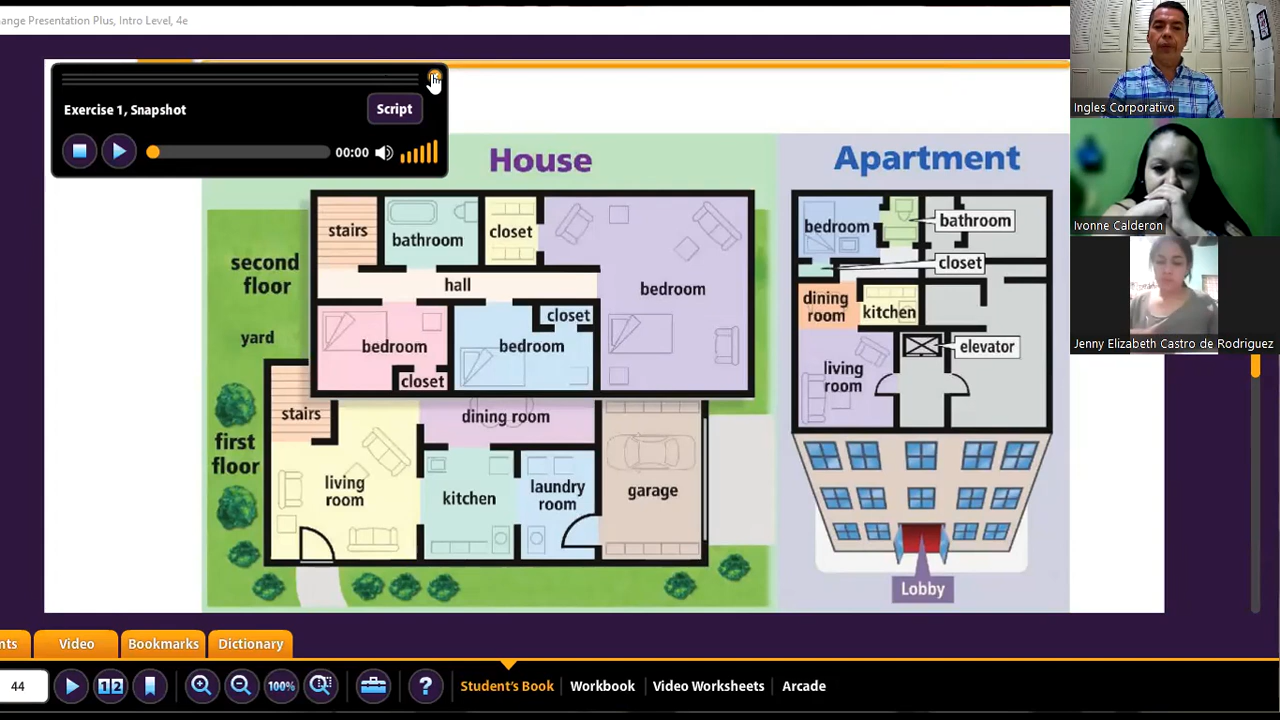 ange Presentation Plus, Intro Level, 4e
Exercise 1, Snapshot
Script
00:00
House
Apartment
stairs
bathroom
closet
second
floor
hall
bedroom
yard
bedroom
closet
bedroom
closet
stairs
dining room
first
floor
living
room
kitchen
laundry
room
garage
bedroom
bathroom
closet
dining
room
kitchen
elevator
living
room
Lobby
Ingles Corporativo
Ivonne Calderon
Jenny Elizabeth Castro de Rodriguez
nts
Video
Bookmarks
Dictionary
44
12
100%
?
Student's Book
Workbook
Video Worksheets
Arcade